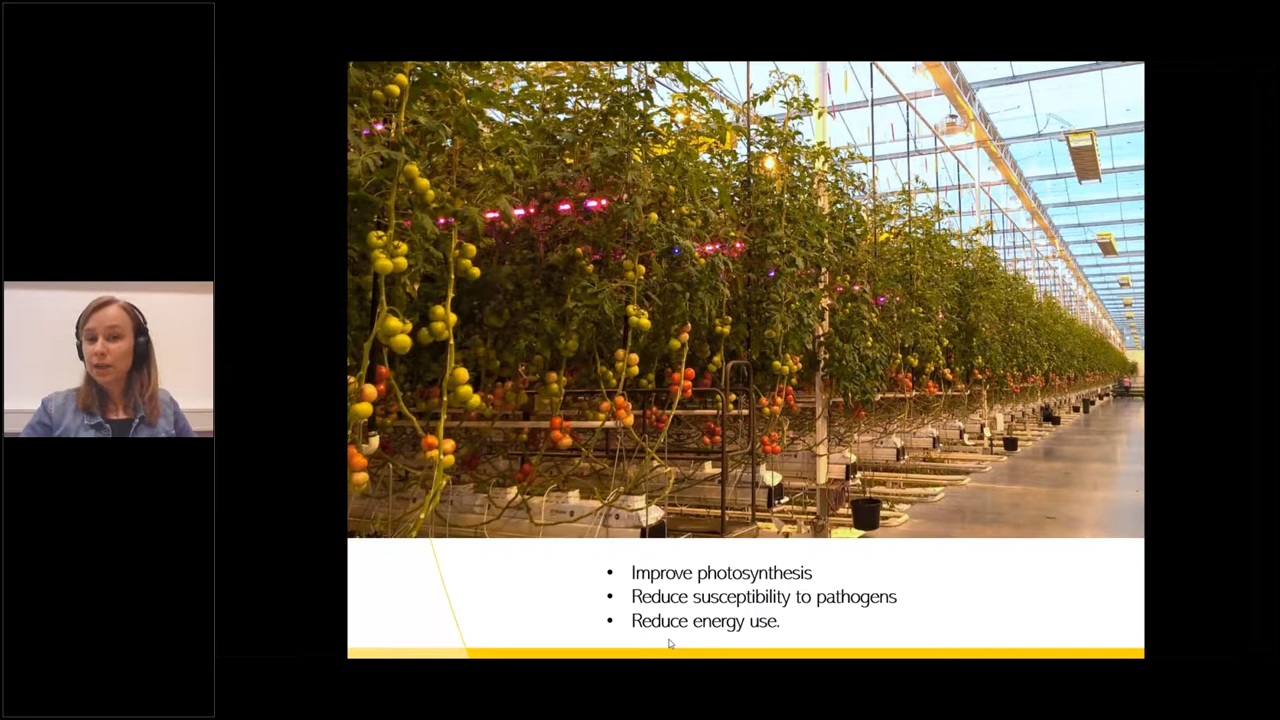 • Improve photosynthesis
• Reduce susceptibility to pathogens
• Reduce energy use.